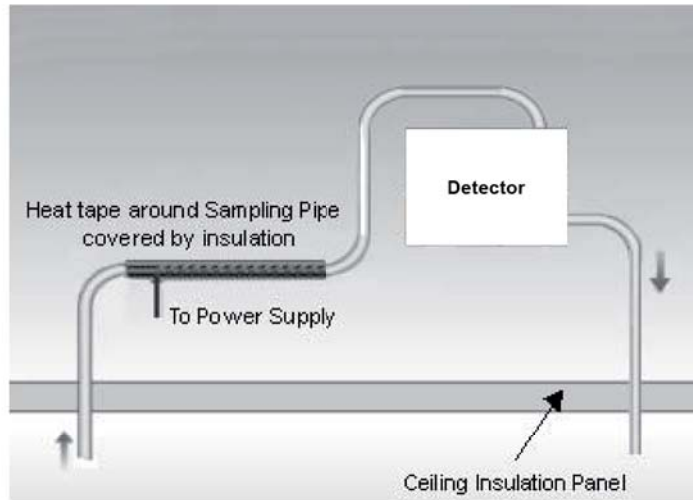 Detector
Heat tape around Sampling Pipe
covered by insulation
To Power Supply
Ceiling Insulation Panel